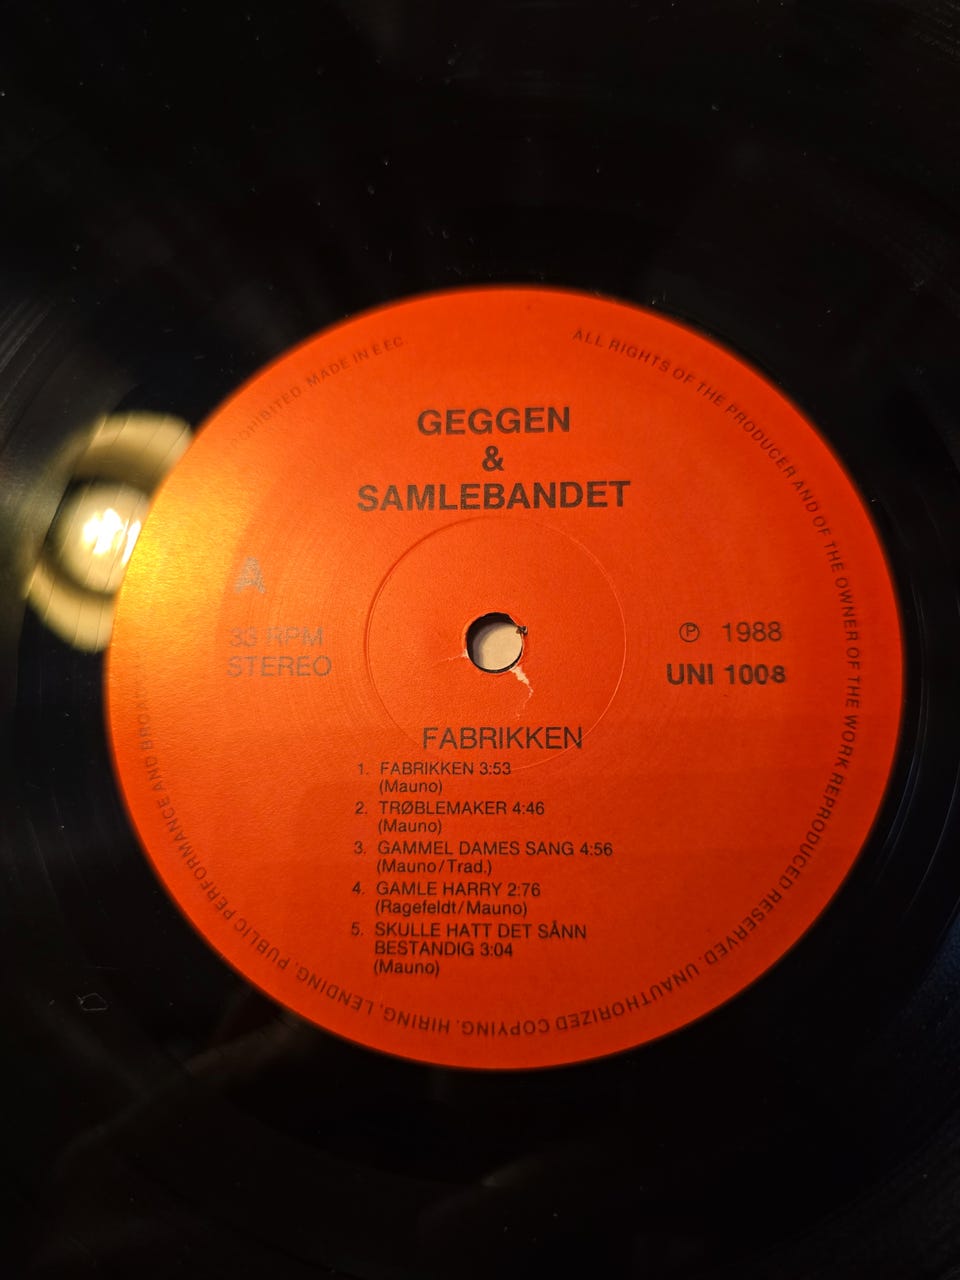 GEGGEN
&
SAMLEBANDET
A
33 RPM
STEREO
℗ 1988
UNI 1008
FABRIKKEN
1. FABRIKKEN 3:53
(Mauno)
2. TRØBLEMAKER 4:46
(Mauno)
3. GAMMEL DAMES SANG 4:56
(Mauno/Trad.)
4. GAMLE HARRY 2:76
(Ragefeldt/Mauno)
5. SKULLE HATT DET SÅNN
BESTANDIG 3:04
(Mauno)
ALL RIGHTS OF THE PRODUCER AND OF THE OWNER OF THE WORK REPRODUCED RESERVED. UNAUTHORIZED COPYING, HIRING, LENDING, PUBLIC PERFORMANCE AND MADE IN EEC